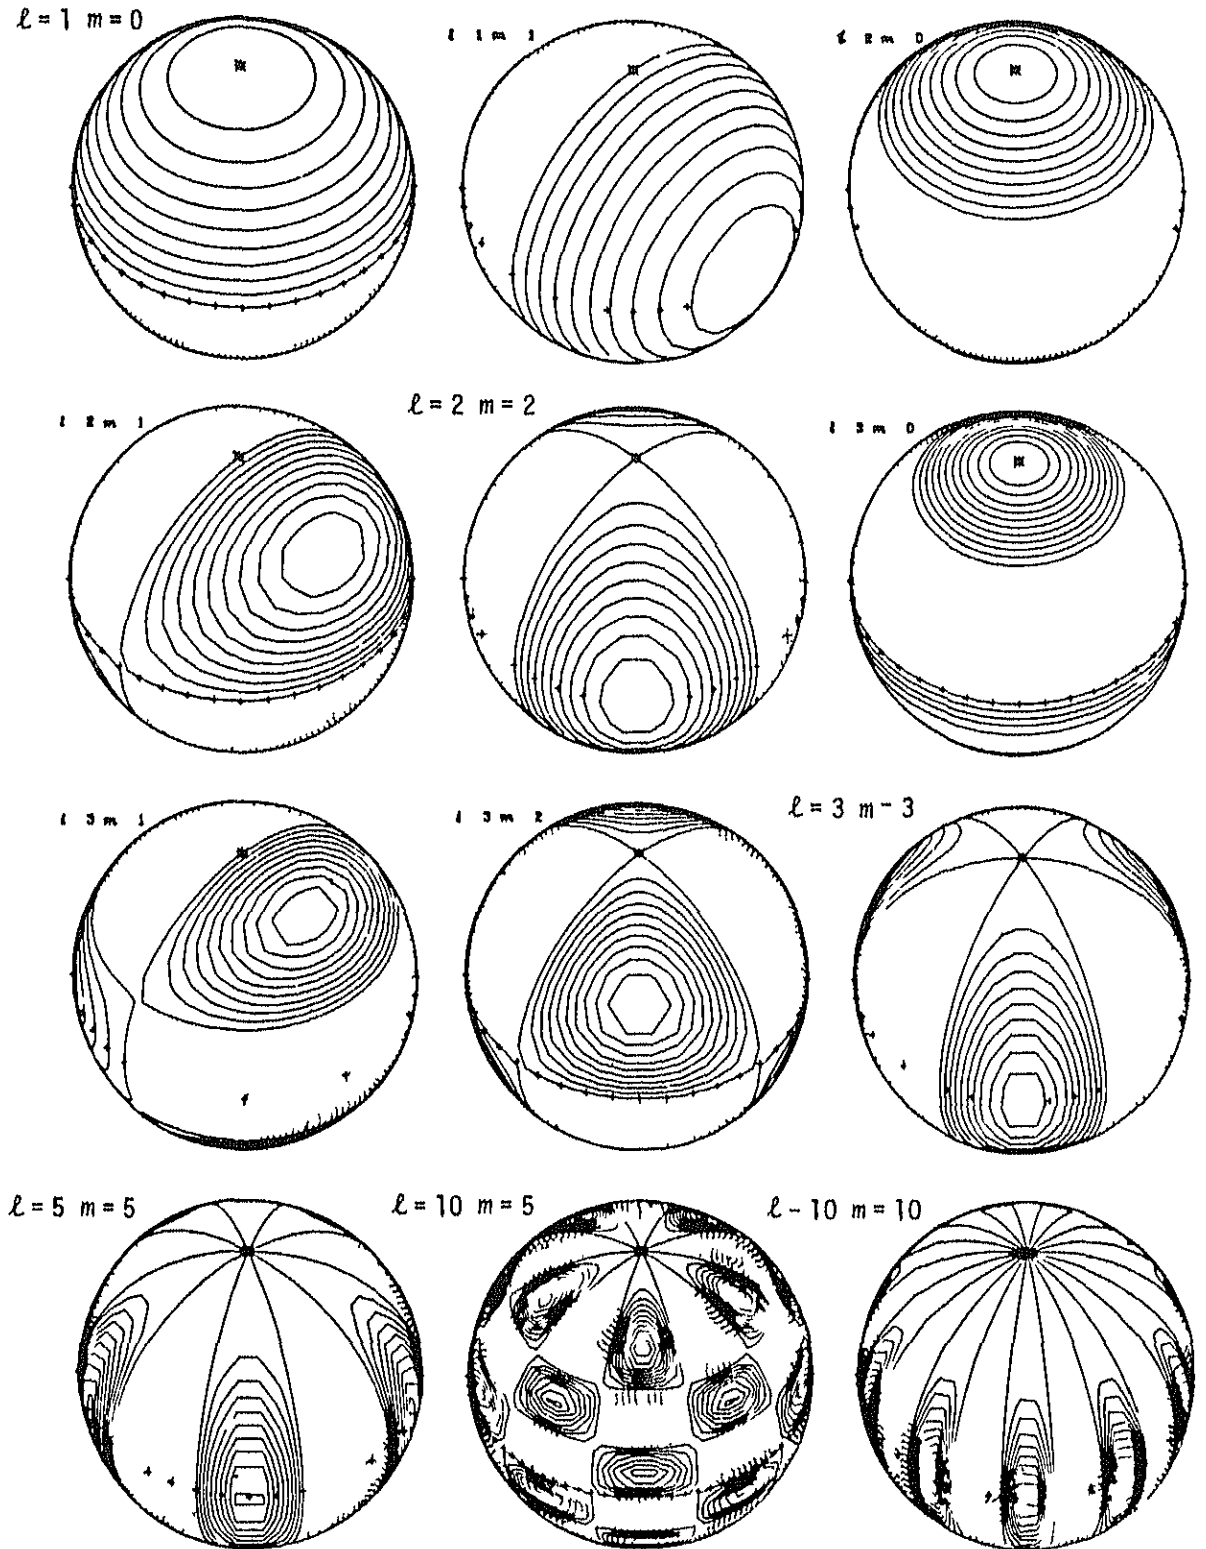 ℓ = 1 m = 0
ℓ 1 m 1
ℓ 2 m 0
ℓ 2 m 1
ℓ = 2 m = 2
ℓ 3 m 0
ℓ 3 m 1
ℓ 3 m 2
ℓ = 3 m - 3
ℓ = 5 m = 5
ℓ = 10 m = 5
ℓ - 10 m = 10